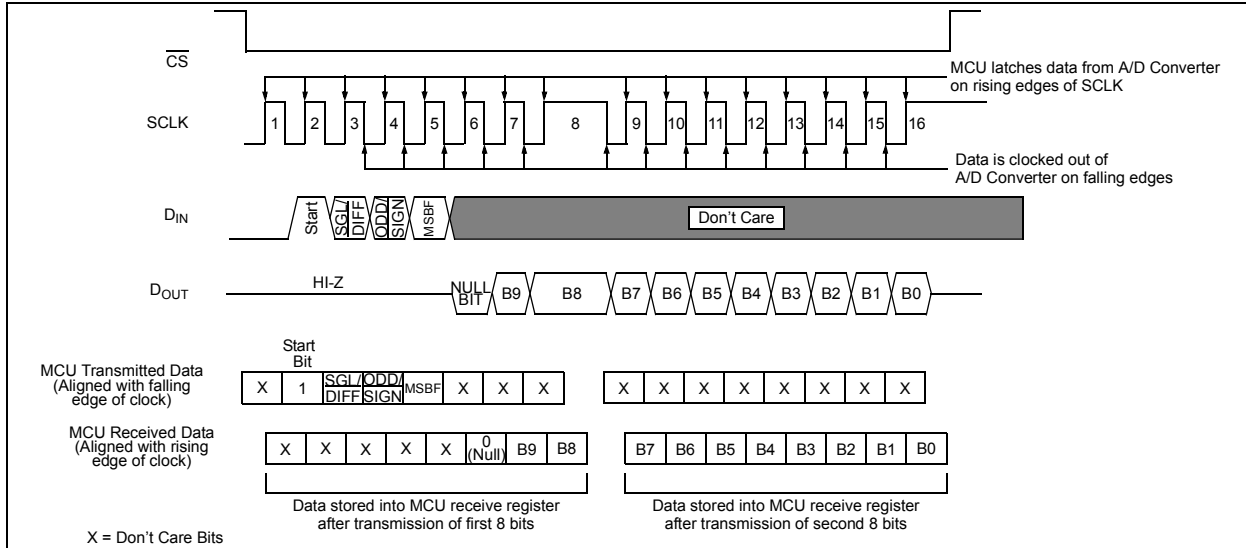 CS
MCU latches data from A/D Converter
on rising edges of SCLK
SCLK
1 2 3 4 5 6 7 8 9 10 11 12 13 14 15 16
Data is clocked out of
A/D Converter on falling edges
DIN
Start
SGL/
DIFF
ODD/
SIGN
MSBF
Don't Care
DOUT
HI-Z
NULL
BIT
B9 B8 B7 B6 B5 B4 B3 B2 B1 B0
Start
Bit
MCU Transmitted Data
(Aligned with falling
edge of clock)
X 1 SGL/
DIFF ODD/
SIGN MSBF X X X X X X X X X X X
MCU Received Data
(Aligned with rising
edge of clock)
X X X X X 0
(Null) B9 B8 B7 B6 B5 B4 B3 B2 B1 B0
Data stored into MCU receive register
after transmission of first 8 bits
Data stored into MCU receive register
after transmission of second 8 bits
X = Don't Care Bits